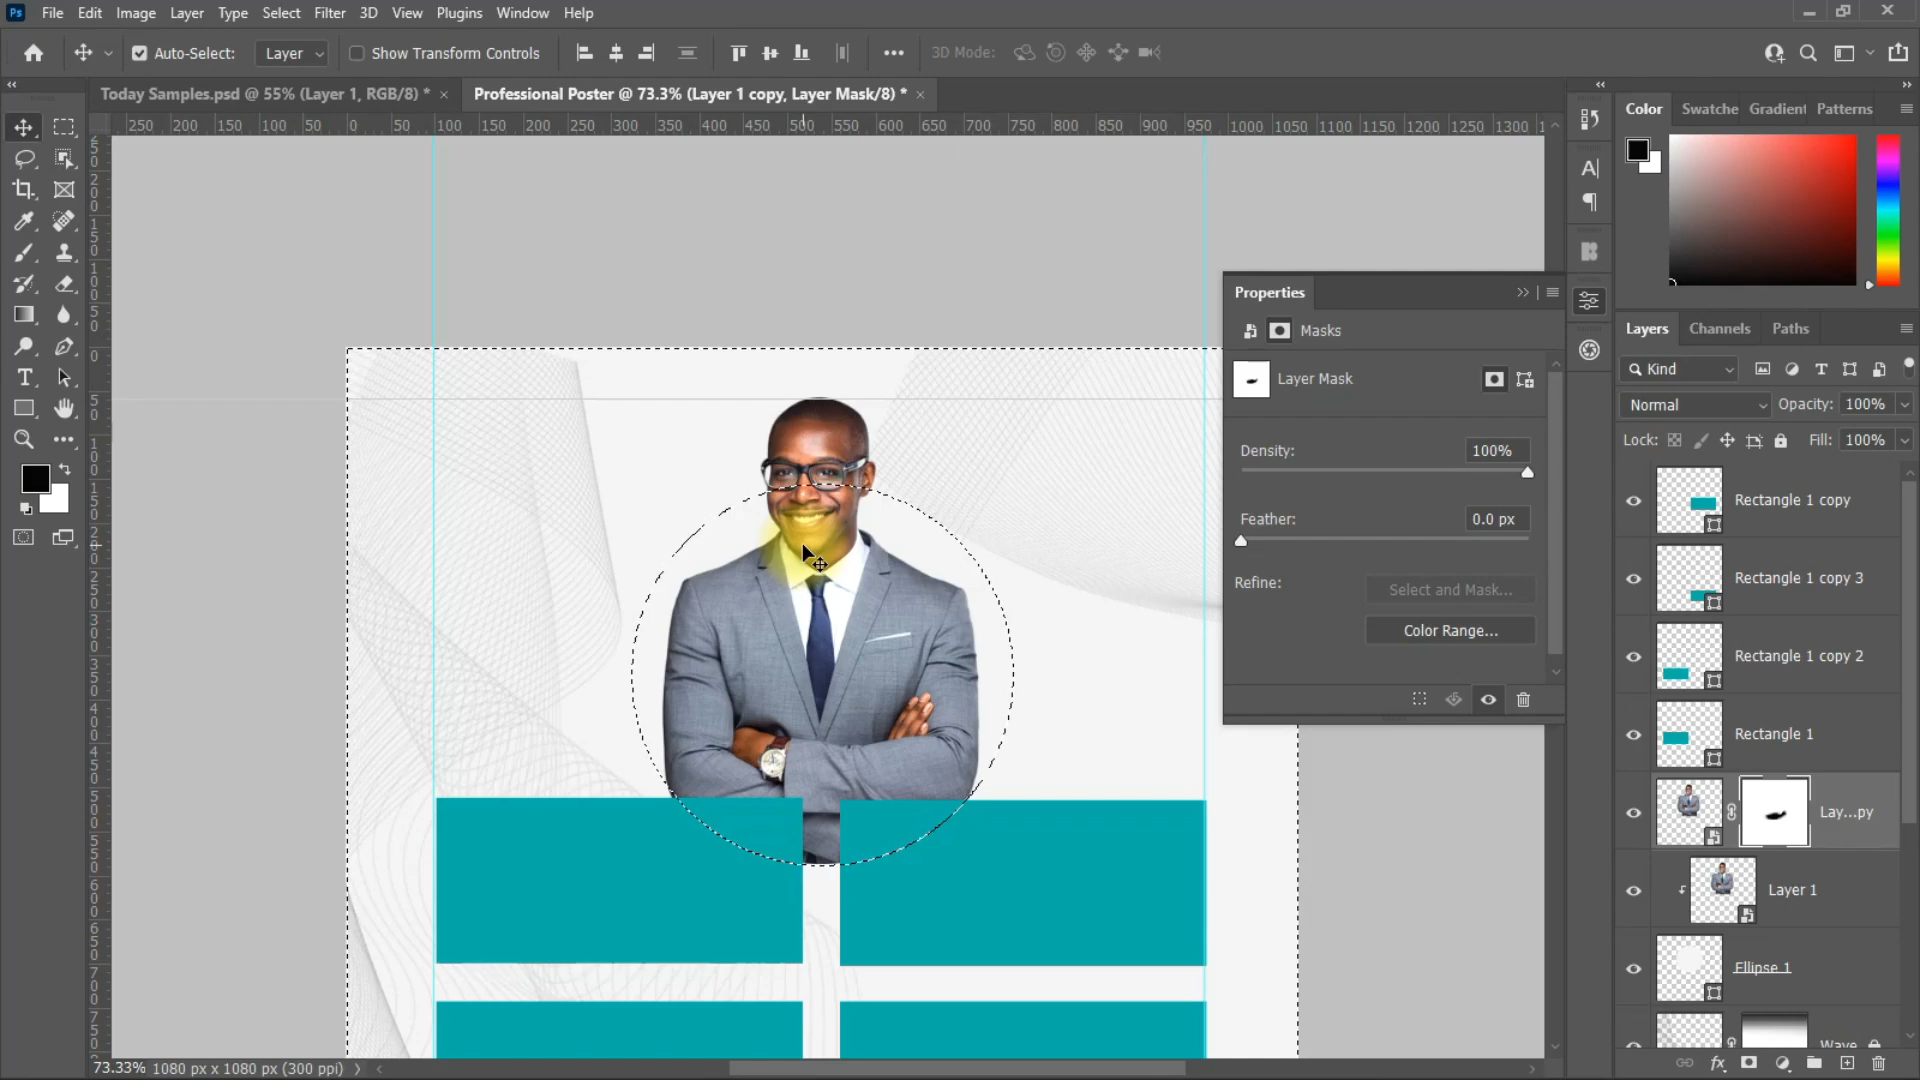 Ps File Edit Image Layer Type Select Filter 3D View Plugins Window Help
Auto-Select: Layer Show Transform Controls 3D Mode:
Today Samples.psd @ 55% (Layer 1, RGB/8) * Professional Poster @ 73.3% (Layer 1 copy, Layer Mask/8) *
250 200 150 100 50 0 50 100 150 200 250 300 350 400 450 500 550 600 650 700 750 800 850 900 950 1000 1050 1100 1150 1200 1250 1300
Color Swatche Gradient Patterns
Properties
Masks
Layer Mask
Density: 100%
Feather: 0.0 px
Refine: Select and Mask...
Color Range...
Layers Channels Paths
Kind
Normal Opacity: 100%
Lock: Fill: 100%
Rectangle 1 copy
Rectangle 1 copy 3
Rectangle 1 copy 2
Rectangle 1
Lay...py
Layer 1
Ellipse 1
Wave
73.33% 1080 px x 1080 px (300 ppi)